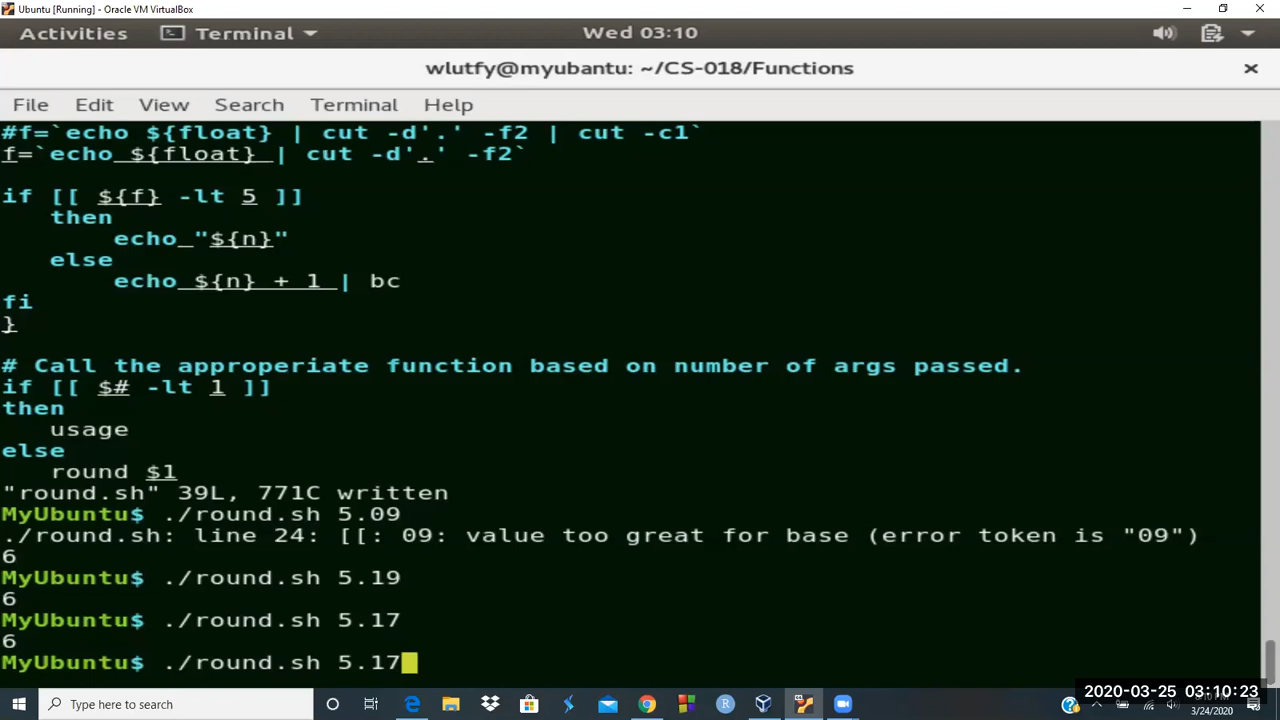 Ubuntu [Running] - Oracle VM VirtualBox
Activities Terminal Wed 03:10
wlutfy@myubantu: ~/CS-018/Functions
File Edit View Search Terminal Help
#f=`echo ${float} | cut -d'.' -f2 | cut -c1`
f=`echo ${float} | cut -d'.' -f2`
if [[ ${f} -lt 5 ]]
then
echo "${n}"
else
echo ${n} + 1 | bc
fi
}
# Call the approperiate function based on number of args passed.
if [[ $# -lt 1 ]]
then
usage
else
round $1
"round.sh" 39L, 771C written
MyUbuntu$ ./round.sh 5.09
./round.sh: line 24: [[: 09: value too great for base (error token is "09")
6
MyUbuntu$ ./round.sh 5.19
6
MyUbuntu$ ./round.sh 5.17
6
MyUbuntu$ ./round.sh 5.17
Type here to search
2020-03-25 03:10:23
3/24/2020